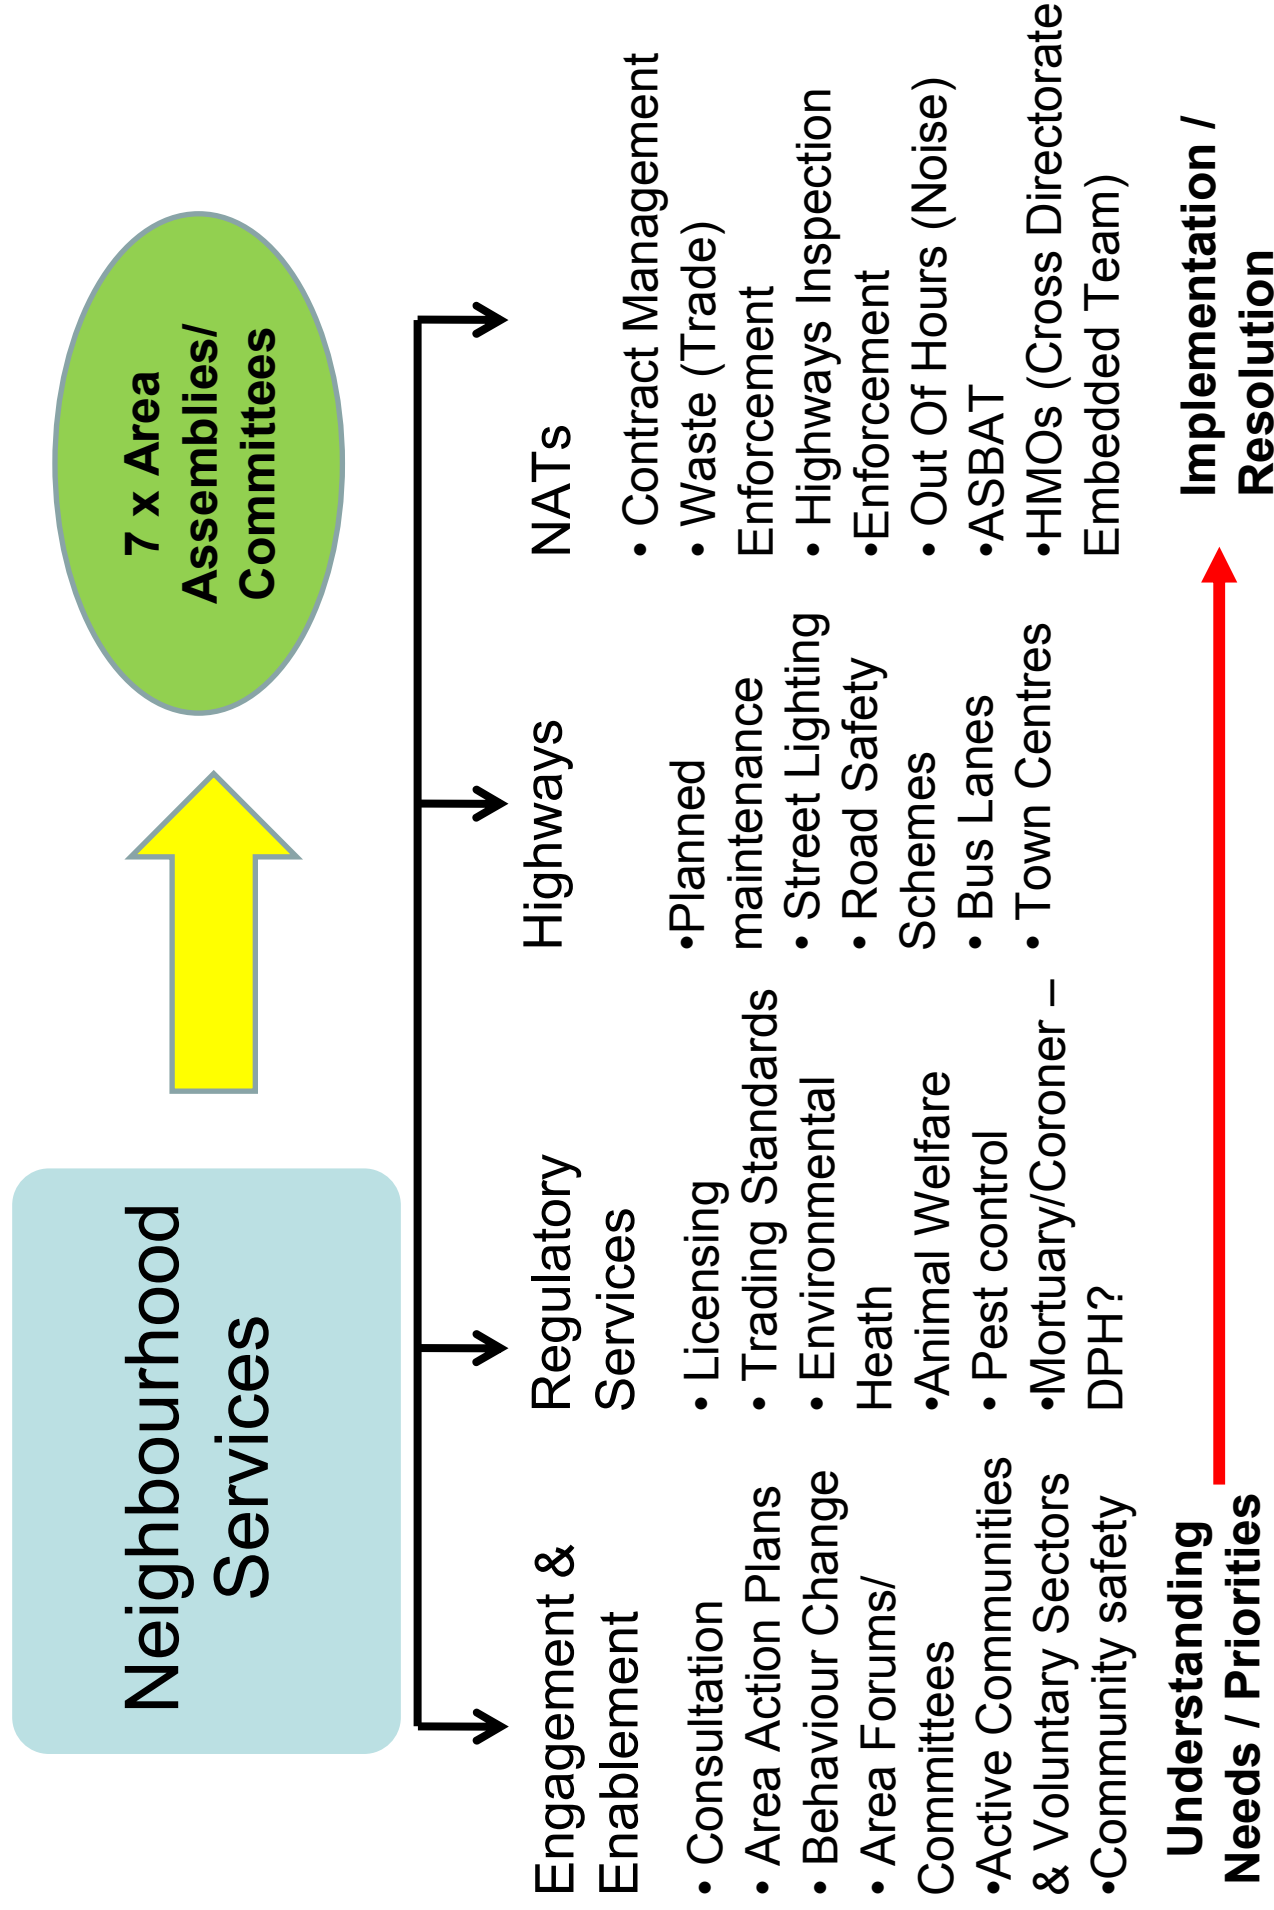 Neighbourhood
Services
7 x Area
Assemblies/
Committees
Engagement &
Enablement
• Consultation
• Area Action Plans
• Behaviour Change
• Area Forums/
Committees
•Active Communities
& Voluntary Sectors
•Community safety
Regulatory
Services
• Licensing
• Trading Standards
• Environmental
Heath
•Animal Welfare
• Pest control
•Mortuary/Coroner –
DPH?
Highways
•Planned
maintenance
• Street Lighting
• Road Safety
Schemes
• Bus Lanes
• Town Centres
NATs
• Contract Management
• Waste (Trade)
Enforcement
• Highways Inspection
•Enforcement
• Out Of Hours (Noise)
•ASBAT
•HMOs (Cross Directorate
Embedded Team)
Understanding
Needs / Priorities
Implementation /
Resolution